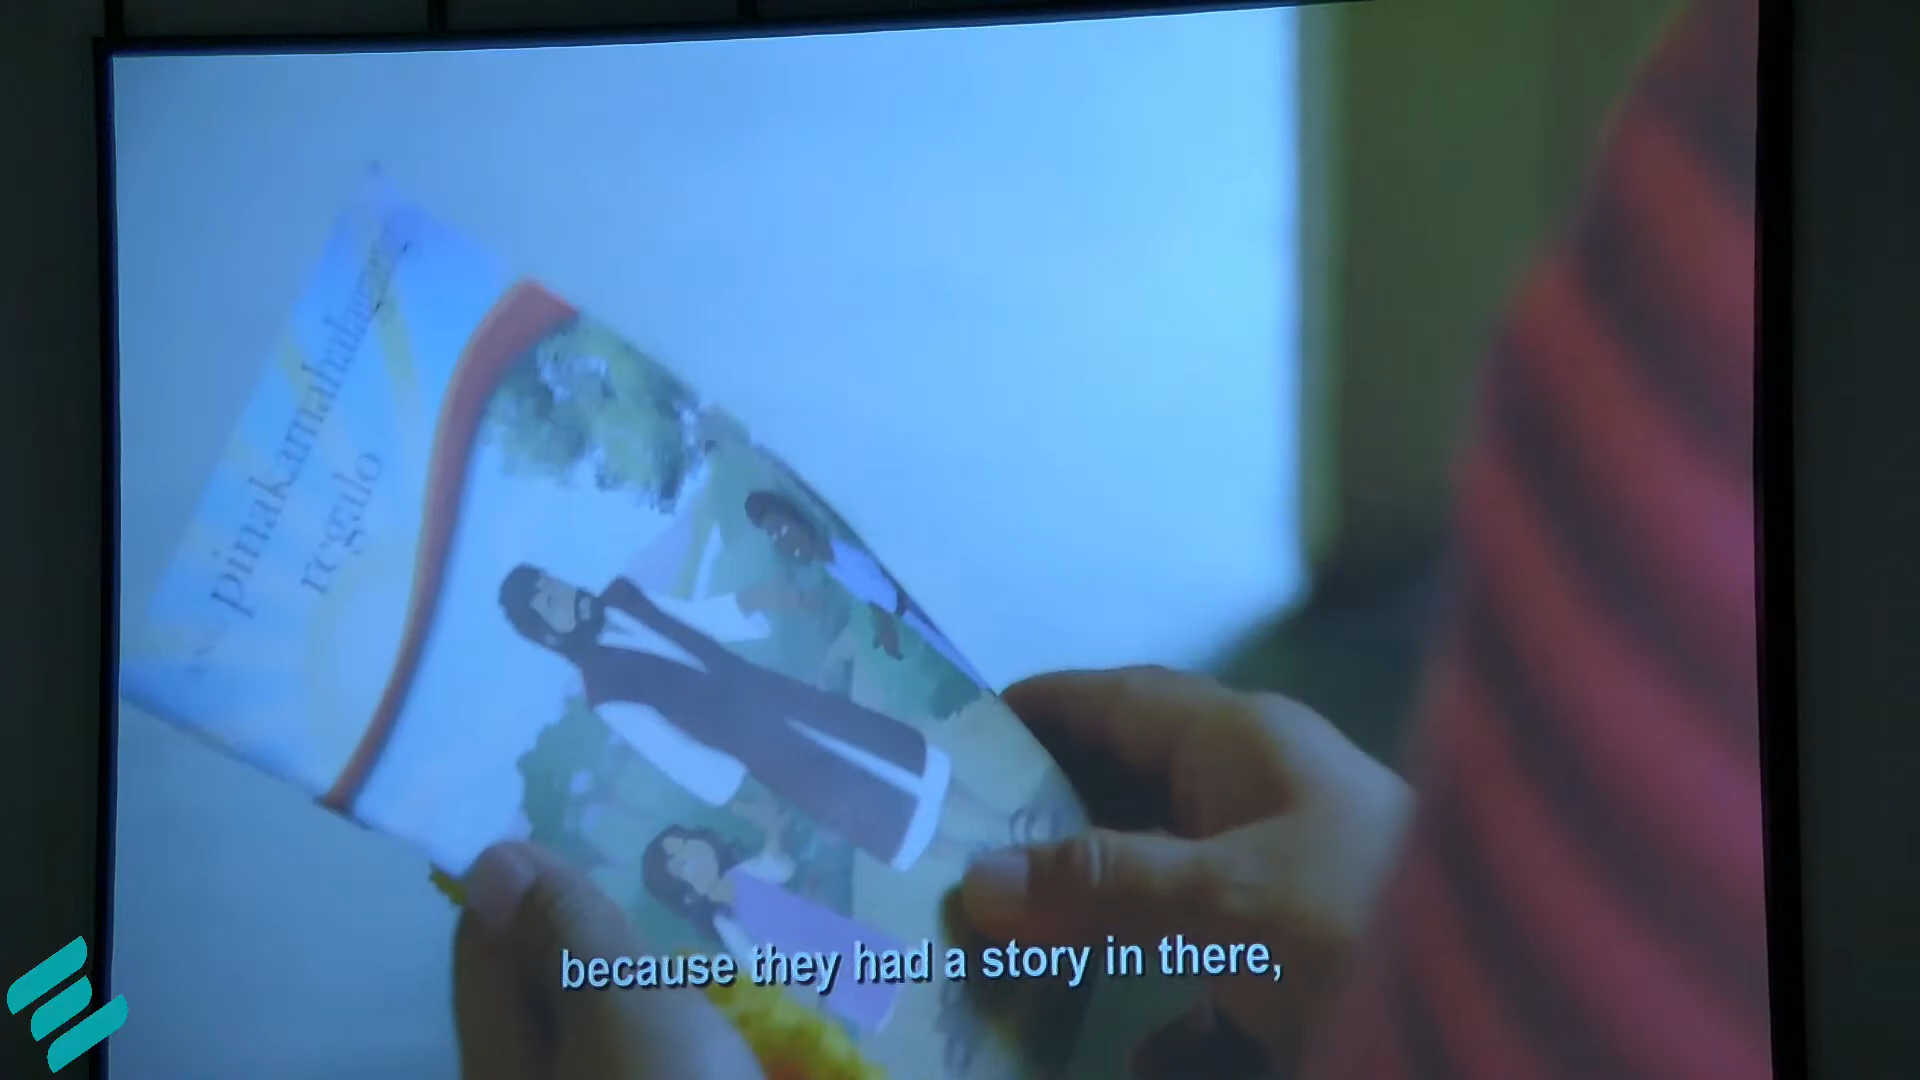 pinakamahalagang
regalo
because they had a story in there,